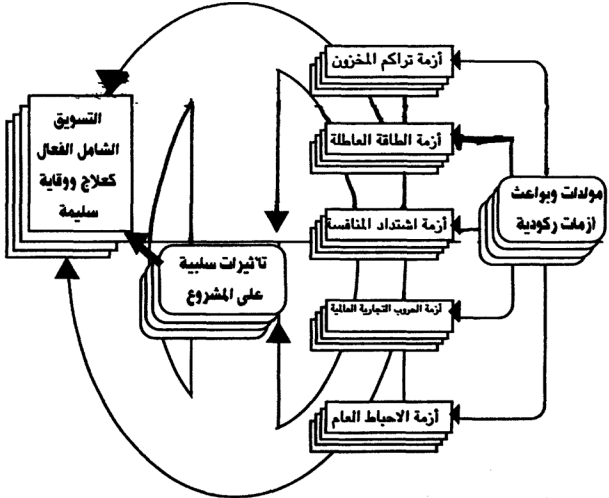 مولدات وبواعث
ازمات ركودية
أزمة تراكم المخزون
أزمة الطاقة العاطلة
أزمة اشتداد المنافسة
أزمة الحروب التجارية العالمية
أزمة الاحباط العام
تاثيرات سلبية
على المشروع
التسويق
الشامل الفعال
كعلاج ووقاية
سليمة